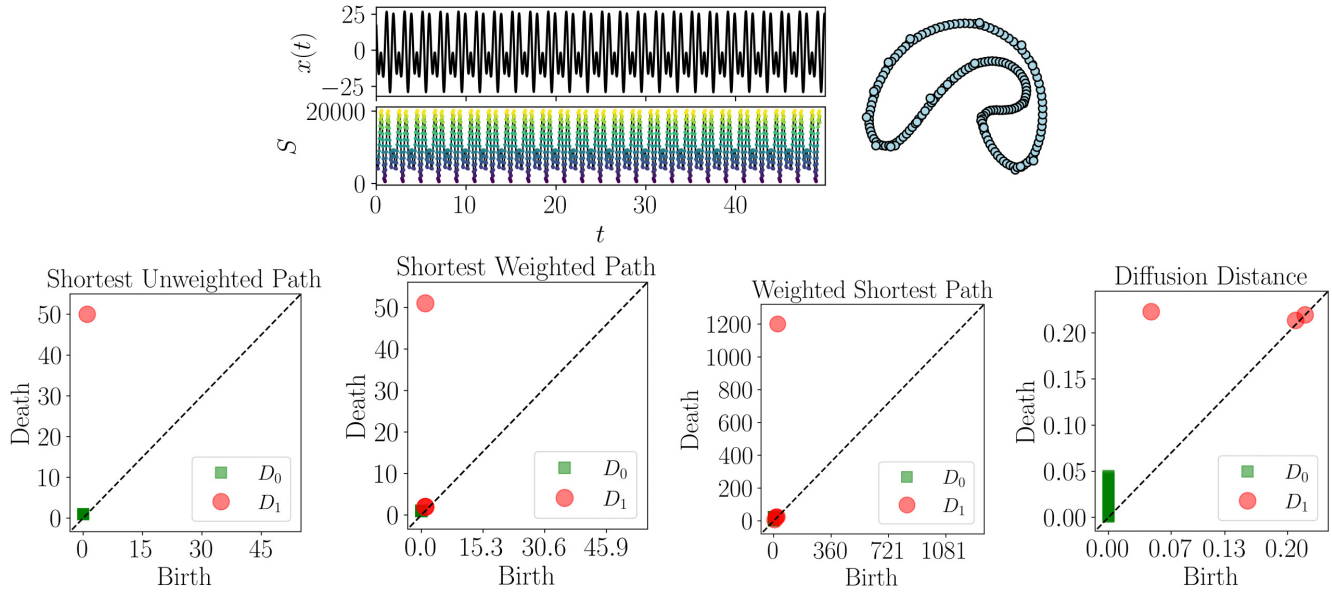 x(t)
25
0
−25
S
20000
0
0 10 20 30 40
t
Shortest Unweighted Path
Death
50
40
30
20
10
0
D0
D1
0 15 30 45
Birth
Shortest Weighted Path
Death
50
40
30
20
10
0
D0
D1
0.0 15.3 30.6 45.9
Birth
Weighted Shortest Path
Death
1200
1000
800
600
400
200
0
D0
D1
0 360 721 1081
Birth
Diffusion Distance
Death
0.20
0.15
0.10
0.05
0.00
D0
D1
0.00 0.07 0.13 0.20
Birth